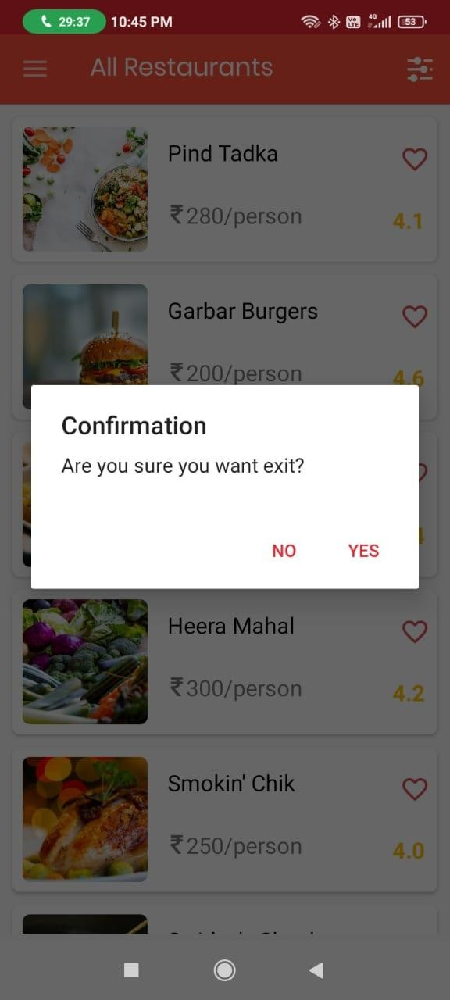 29:37 10:45 PM Vo LTE 4G 53
All Restaurants
Pind Tadka
₹280/person 4.1
Garbar Burgers
₹200/person 4.6
Confirmation
Are you sure you want exit?
NO YES
Heera Mahal
₹300/person 4.2
Smokin' Chik
₹250/person 4.0